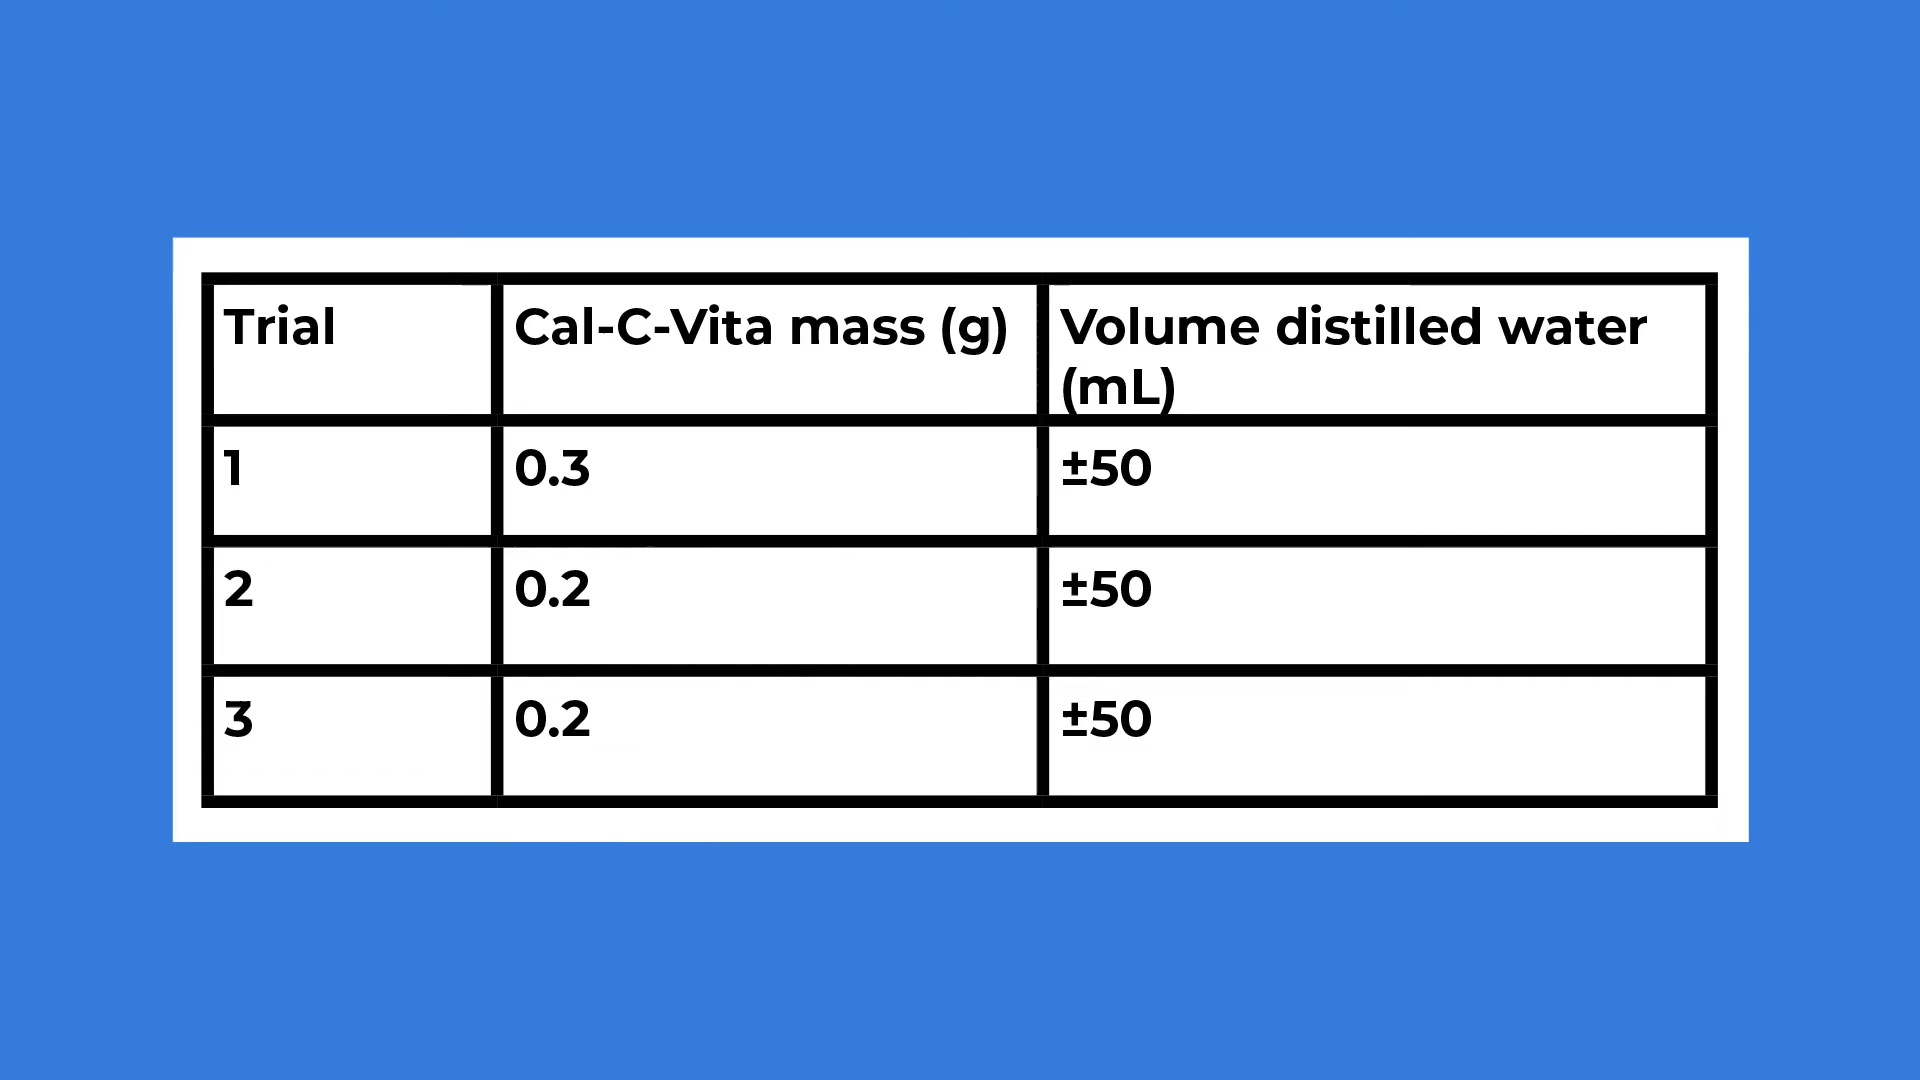 Trial Cal-C-Vita mass (g) Volume distilled water
(mL)
1 0.3 ±50
2 0.2 ±50
3 0.2 ±50